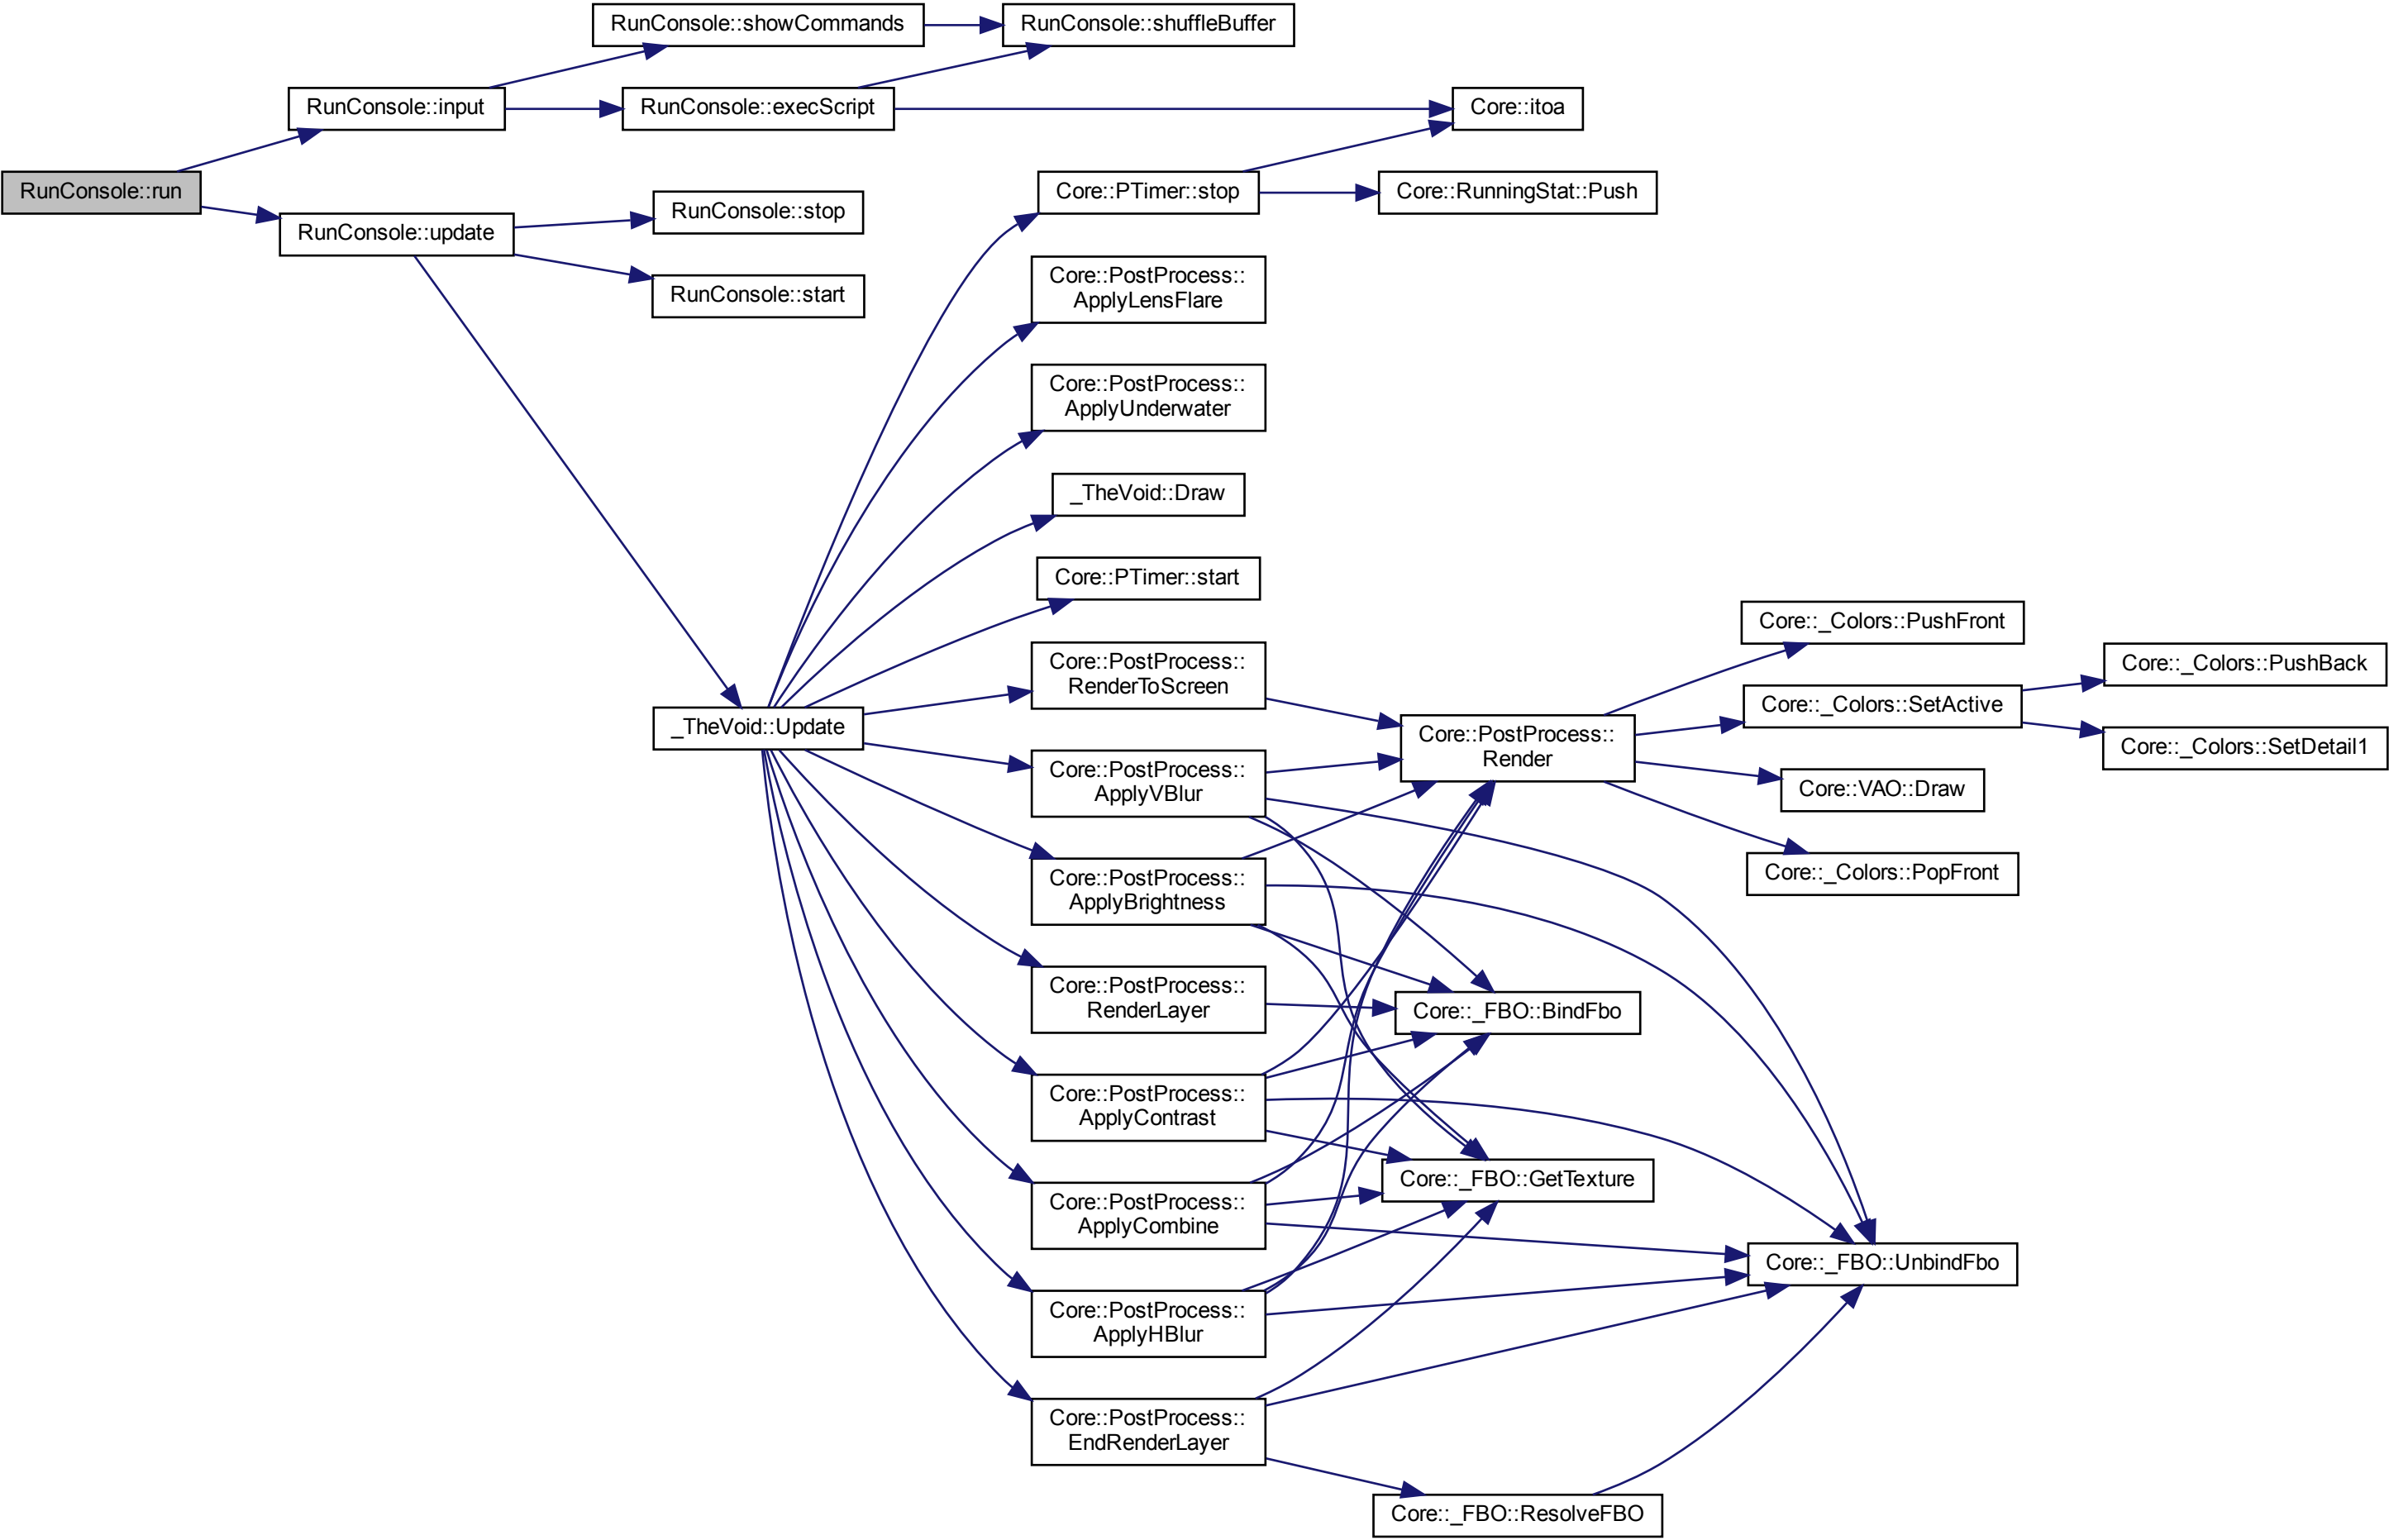 RunConsole::run
RunConsole::input
RunConsole::showCommands
RunConsole::shuffleBuffer
RunConsole::execScript
Core::itoa
RunConsole::update
RunConsole::stop
RunConsole::start
_TheVoid::Update
Core::PTimer::stop
Core::RunningStat::Push
Core::PostProcess::
ApplyLensFlare
Core::PostProcess::
ApplyUnderwater
_TheVoid::Draw
Core::PTimer::start
Core::PostProcess::
RenderToScreen
Core::PostProcess::
ApplyVBlur
Core::PostProcess::
ApplyBrightness
Core::PostProcess::
RenderLayer
Core::PostProcess::
ApplyContrast
Core::PostProcess::
ApplyCombine
Core::PostProcess::
ApplyHBlur
Core::PostProcess::
EndRenderLayer
Core::PostProcess::
Render
Core::_FBO::BindFbo
Core::_FBO::GetTexture
Core::_FBO::ResolveFBO
Core::_Colors::PushFront
Core::_Colors::SetActive
Core::VAO::Draw
Core::_Colors::PopFront
Core::_FBO::UnbindFbo
Core::_Colors::PushBack
Core::_Colors::SetDetail1